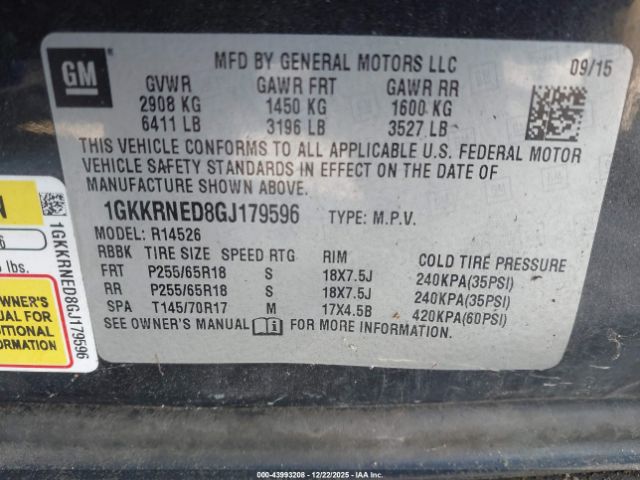 GM
MFD BY GENERAL MOTORS LLC 09/15
GVWR GAWR FRT GAWR RR
2908 KG 1450 KG 1600 KG
6411 LB 3196 LB 3527 LB
THIS VEHICLE CONFORMS TO ALL APPLICABLE U.S. FEDERAL MOTOR
VEHICLE SAFETY STANDARDS IN EFFECT ON THE DATE OF
MANUFACTURE SHOWN ABOVE.
1GKKRNED8GJ179596 TYPE: M.P.V.
MODEL: R14526
RBBK TIRE SIZE SPEED RTG RIM COLD TIRE PRESSURE
FRT P255/65R18 S 18X7.5J 240KPA(35PSI)
RR P255/65R18 S 18X7.5J 240KPA(35PSI)
SPA T145/70R17 M 17X4.5B 420KPA(60PSI)
SEE OWNER'S MANUAL FOR MORE INFORMATION.
N
6
lbs.
OWNER'S
UAL FOR
DITIONAL
ORMATION
1GKKRNED8GJ179596
000-43993208 - 12/22/2025 - IAA Inc.